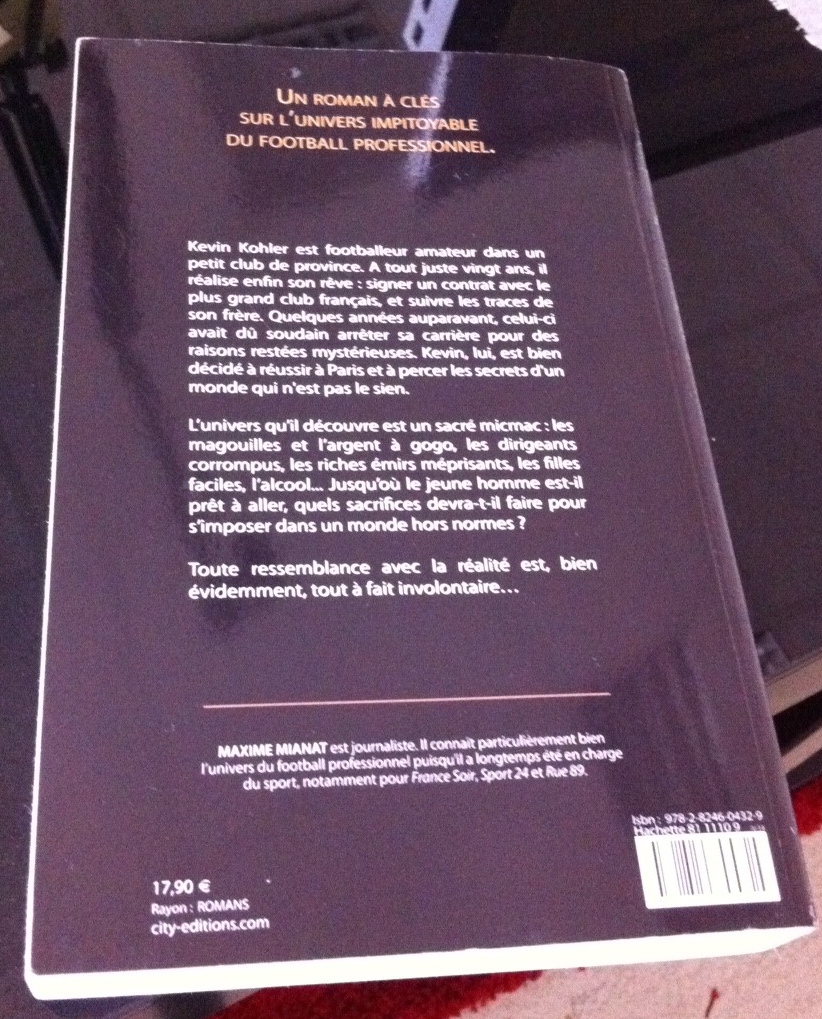 UN ROMAN À CLÉS
SUR L'UNIVERS IMPITOYABLE
DU FOOTBALL PROFESSIONNEL.
Kevin Kohler est footballeur amateur dans un
petit club de province. A tout juste vingt ans, il
réalise enfin son rêve : signer un contrat avec le
plus grand club français, et suivre les traces de
son frère. Quelques années auparavant, celui-ci
avait dû soudain arrêter sa carrière pour des
raisons restées mystérieuses. Kevin, lui, est bien
décidé à réussir à Paris et à percer les secrets d'un
monde qui n'est pas le sien.
L'univers qu'il découvre est un sacré micmac : les
magouilles et l'argent à gogo, les dirigeants
corrompus, les riches émirs méprisants, les filles
faciles, l'alcool... Jusqu'où le jeune homme est-il
prêt à aller, quels sacrifices devra-t-il faire pour
s'imposer dans un monde hors normes ?
Toute ressemblance avec la réalité est, bien
évidemment, tout à fait involontaire...
MAXIME MIANAT est journaliste. Il connaît particulièrement bien
l'univers du football professionnel puisqu'il a longtemps été en charge
du sport, notamment pour France Soir, Sport 24 et Rue 89.
Isbn : 978-2-8246-0432-9
Hachette 81 1110 9
17,90 €
Rayon : ROMANS
city-editions.com